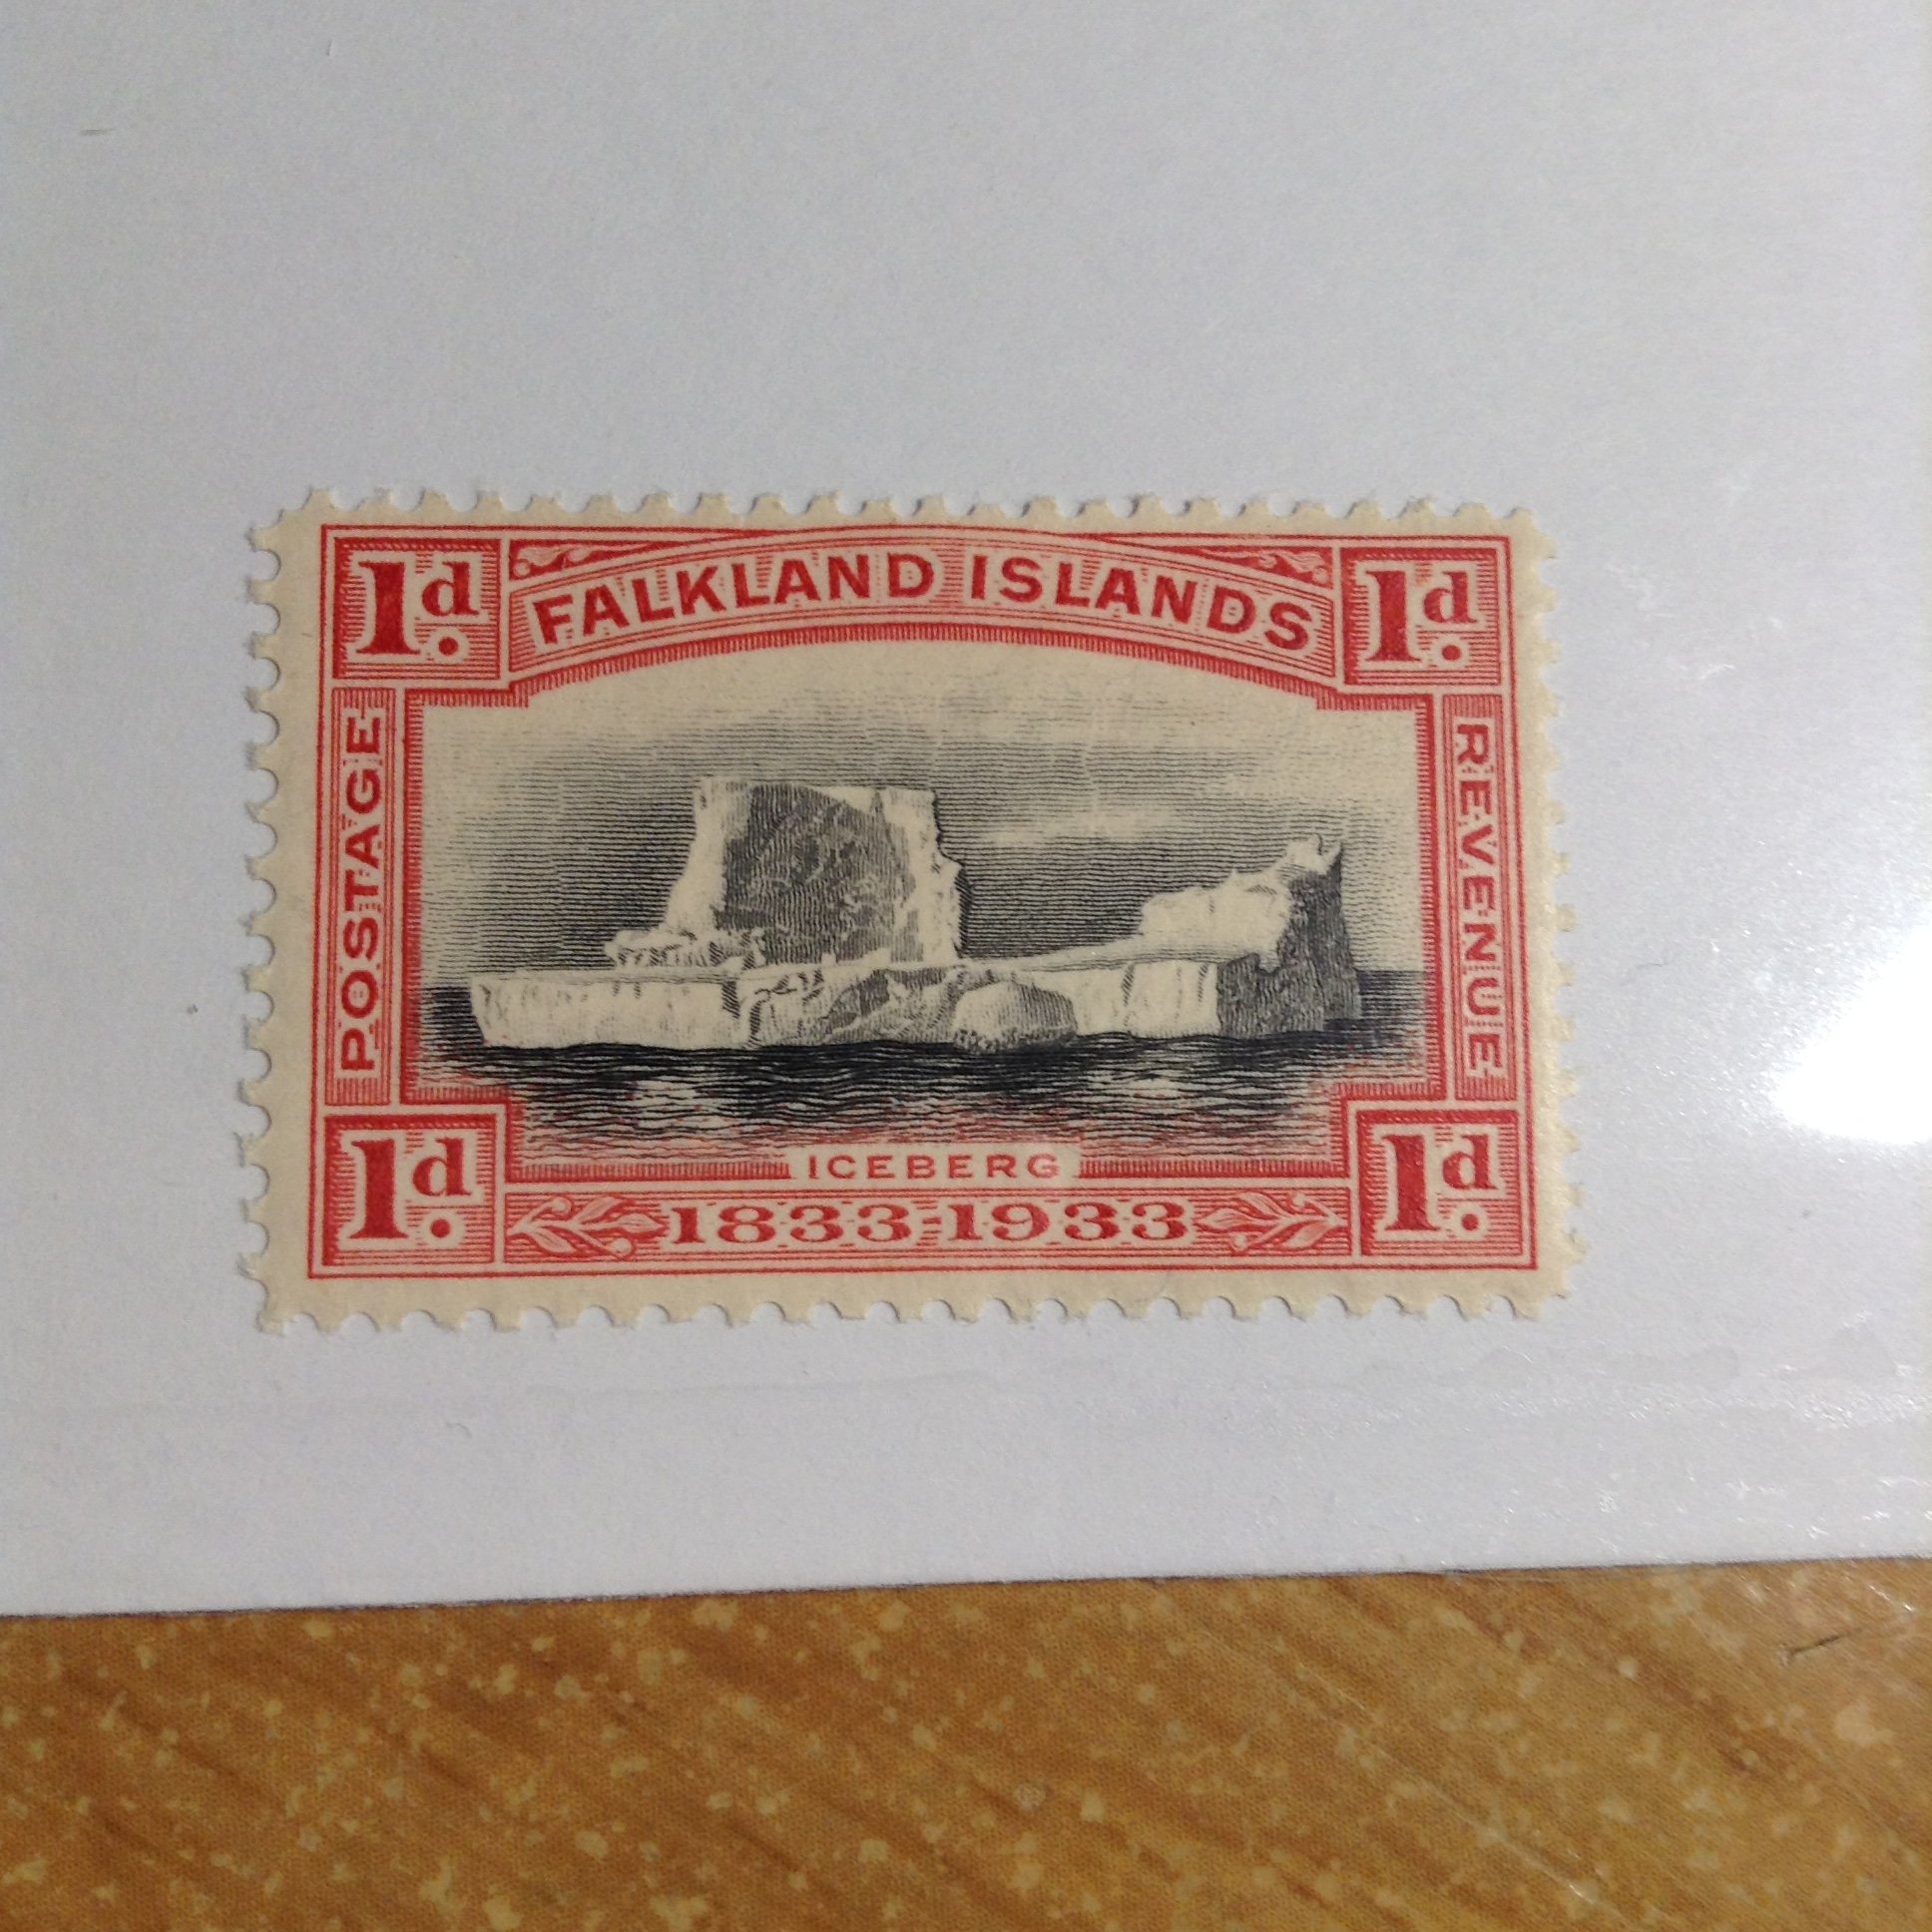 1d.
FALKLAND ISLANDS
1d.
POSTAGE
REVENUE
1d.
ICEBERG
1833-1933
1d.